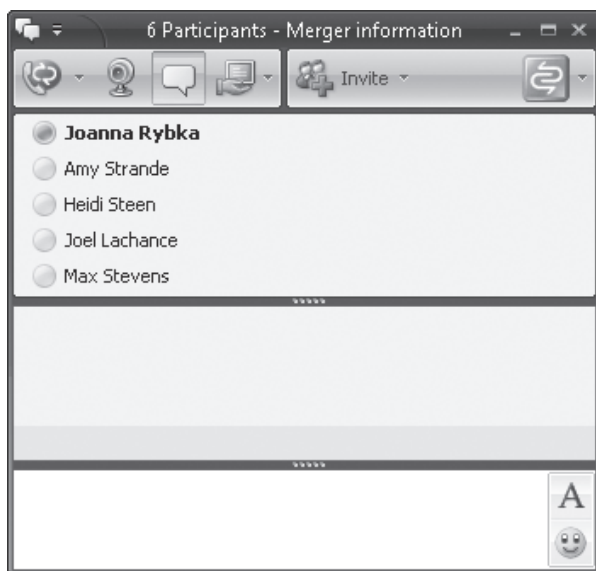 6 Participants - Merger information
Invite
Joanna Rybka
Amy Strande
Heidi Steen
Joel Lachance
Max Stevens
A